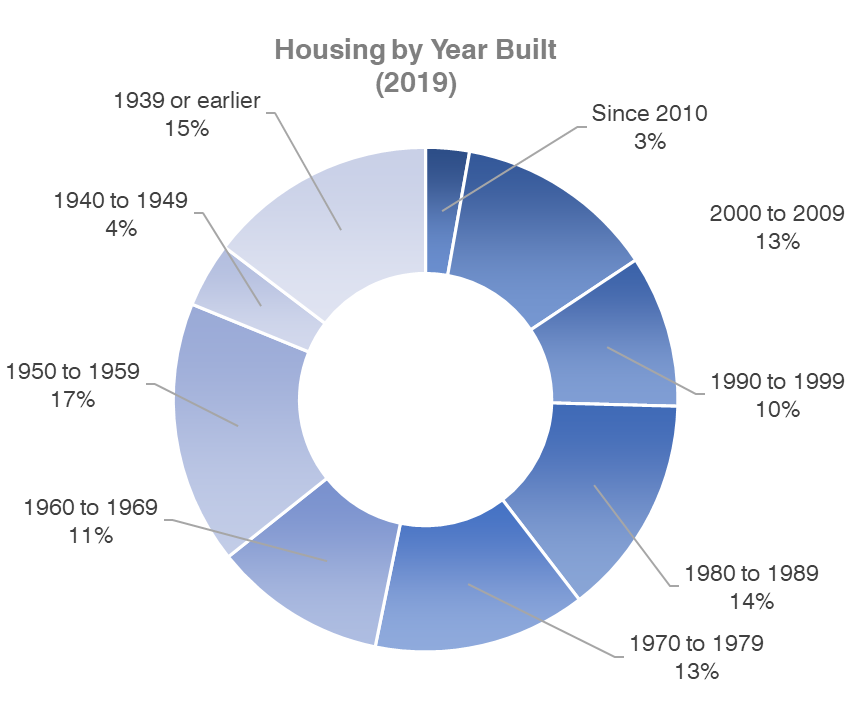 Housing by Year Built
(2019)
Since 2010
3%
2000 to 2009
13%
1990 to 1999
10%
1980 to 1989
14%
1970 to 1979
13%
1960 to 1969
11%
1950 to 1959
17%
1940 to 1949
4%
1939 or earlier
15%